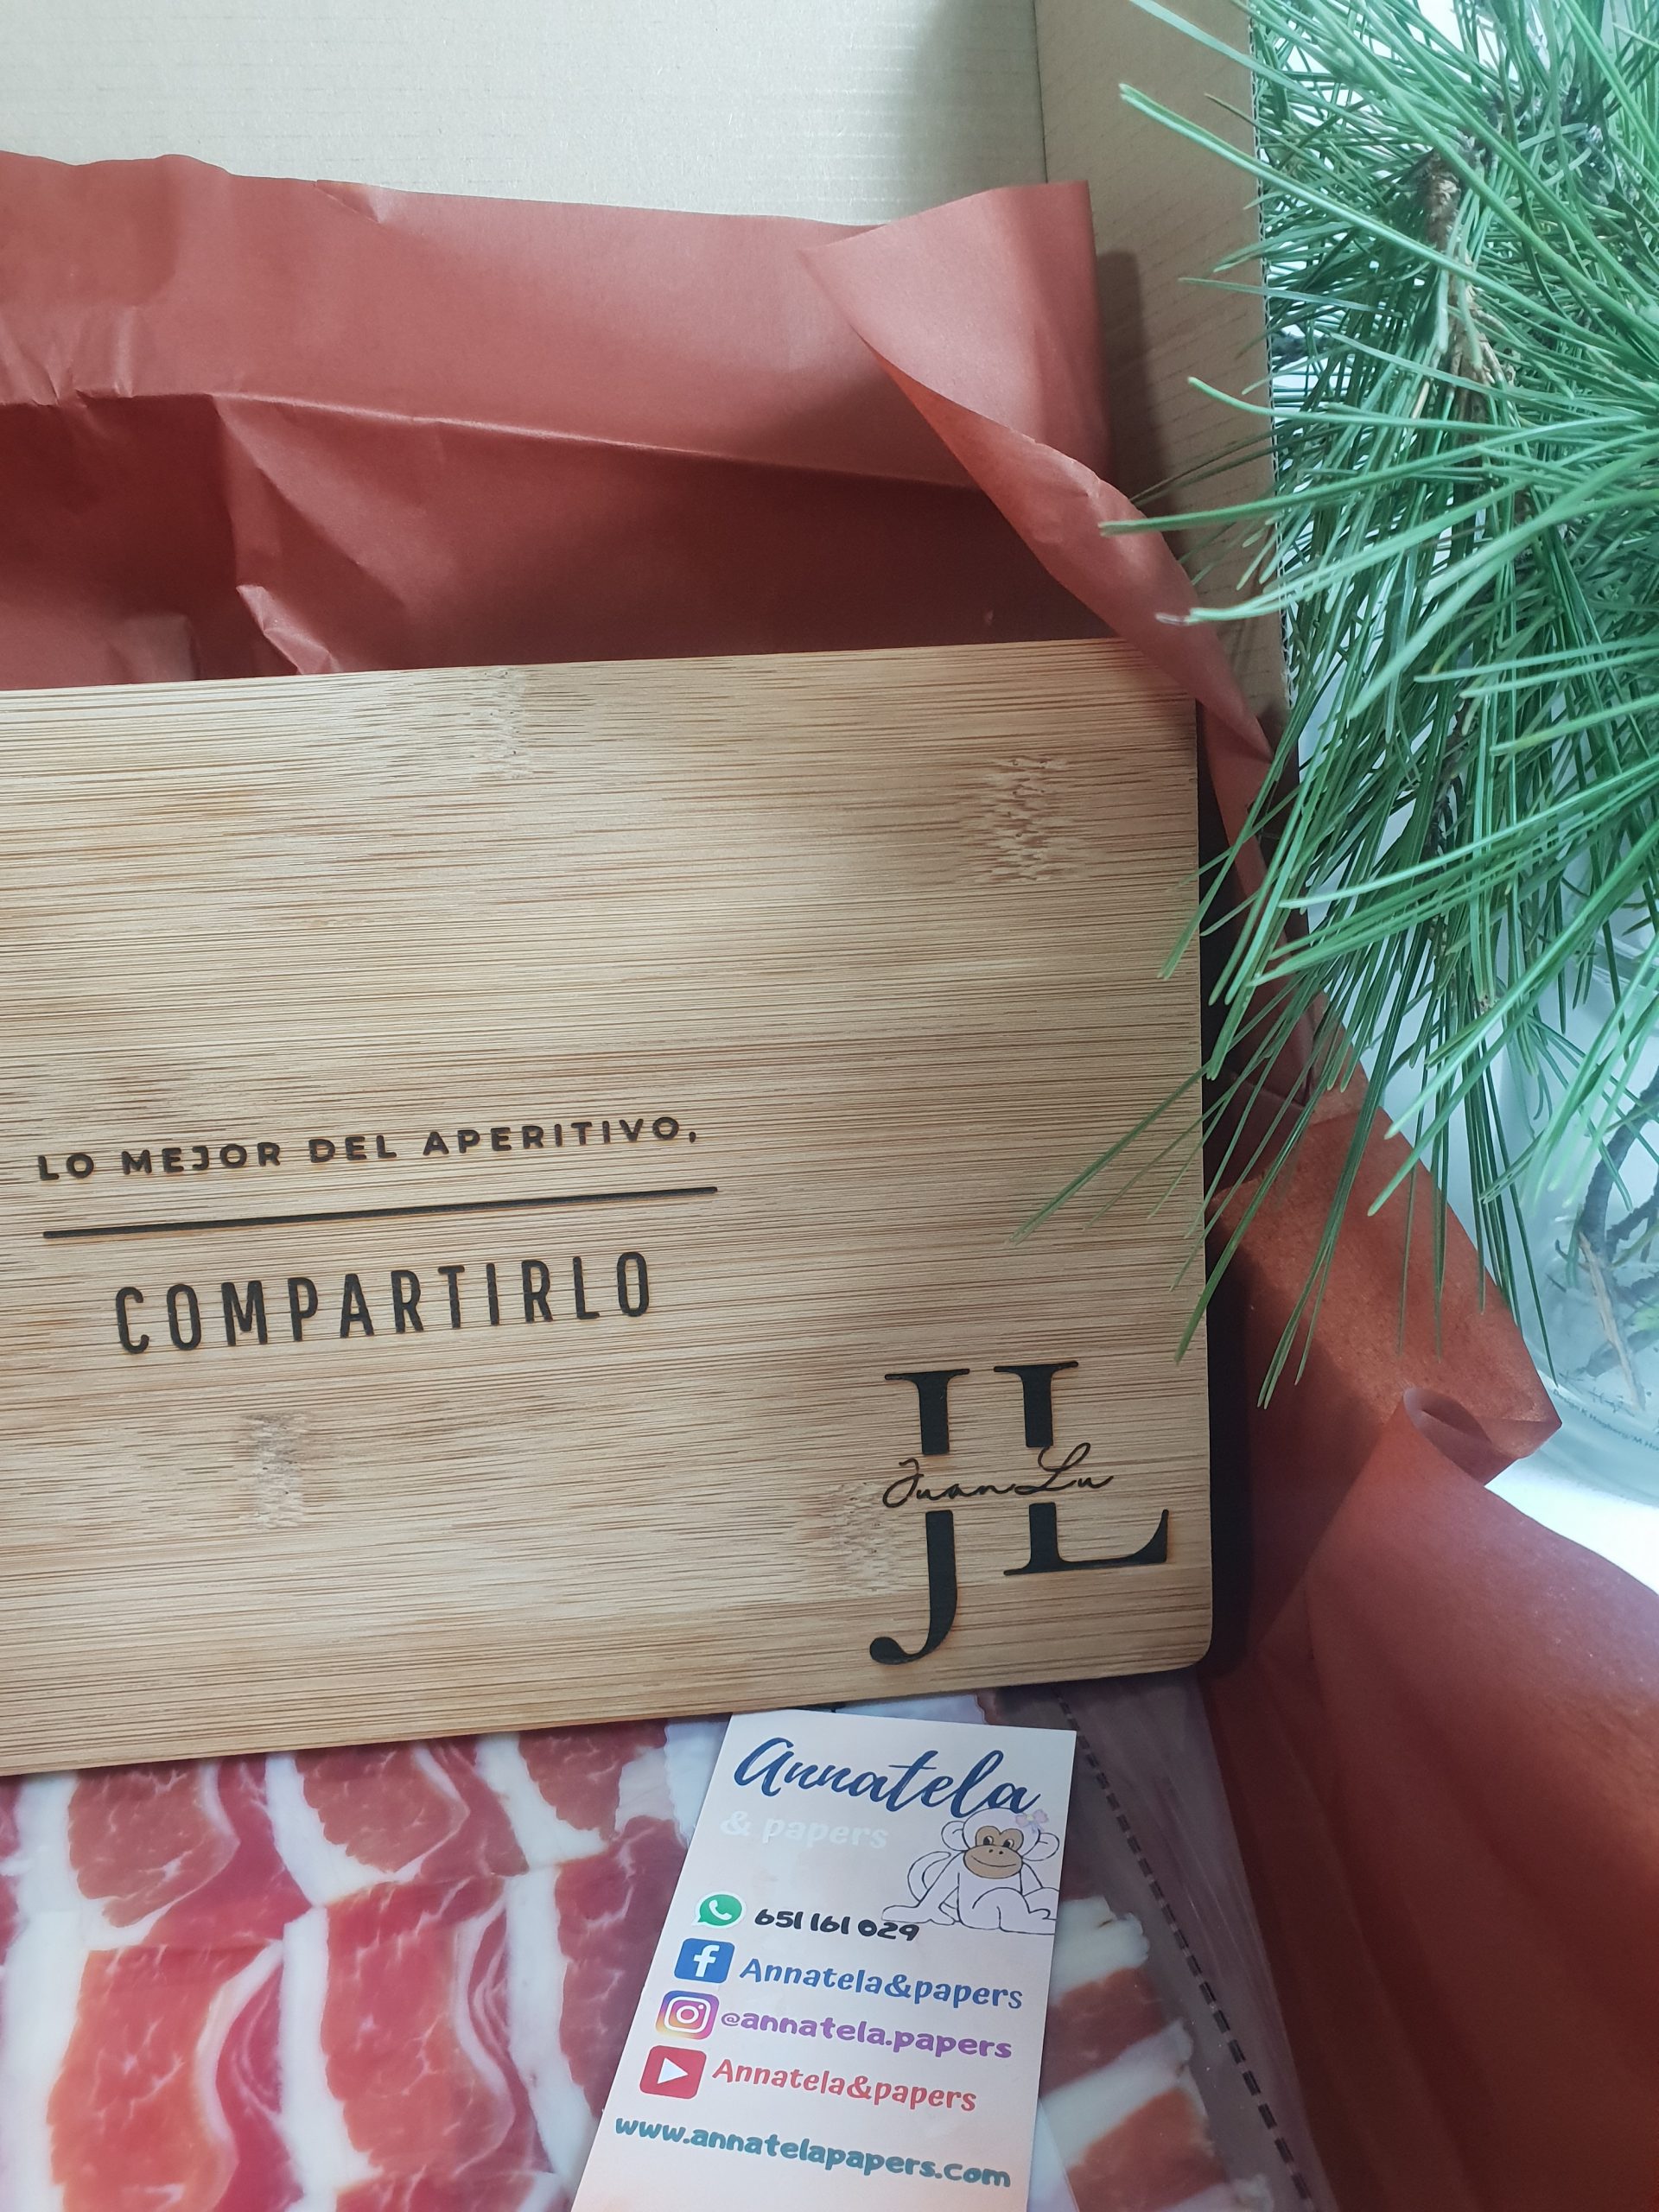 LO MEJOR DEL APERITIVO,
COMPARTIRLO
JL
JuanLu
Annatela
& papers
651 161 029
Annatela&papers
@annatela.papers
Annatela&papers
www.annatelapapers.com